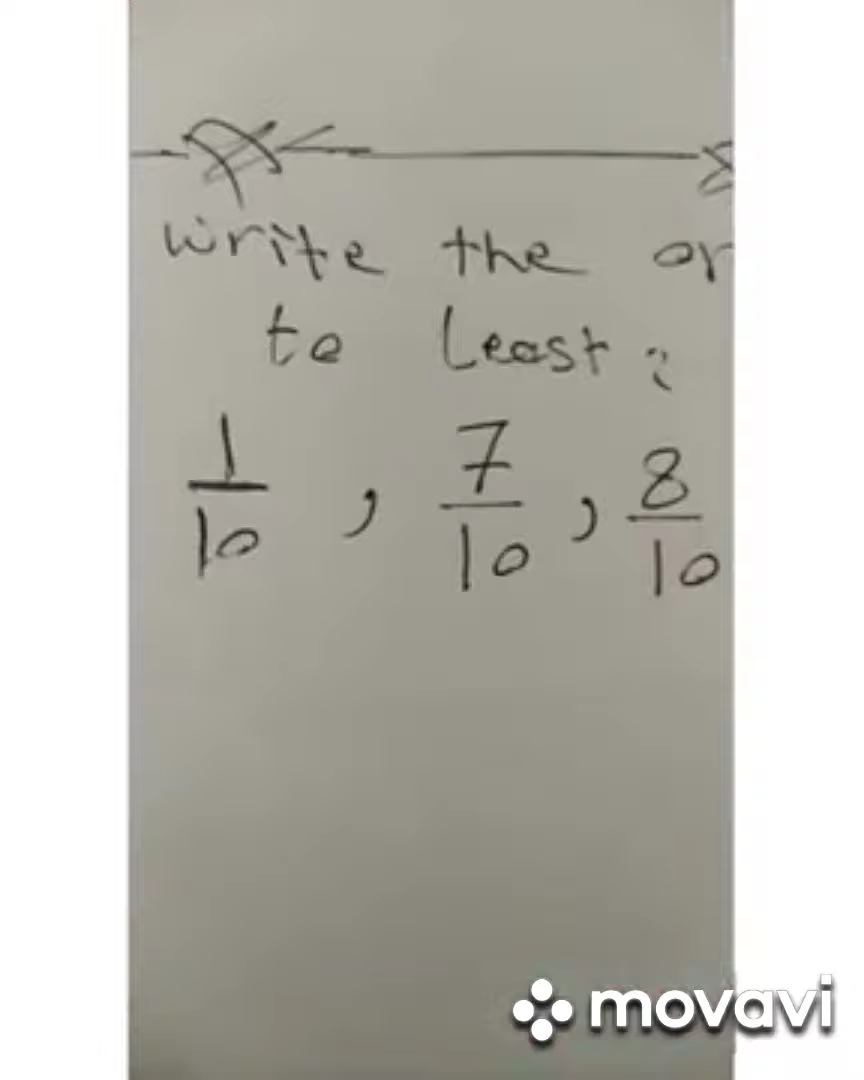 write the or
to Least:
1/10 , 7/10 , 8/10
movavi